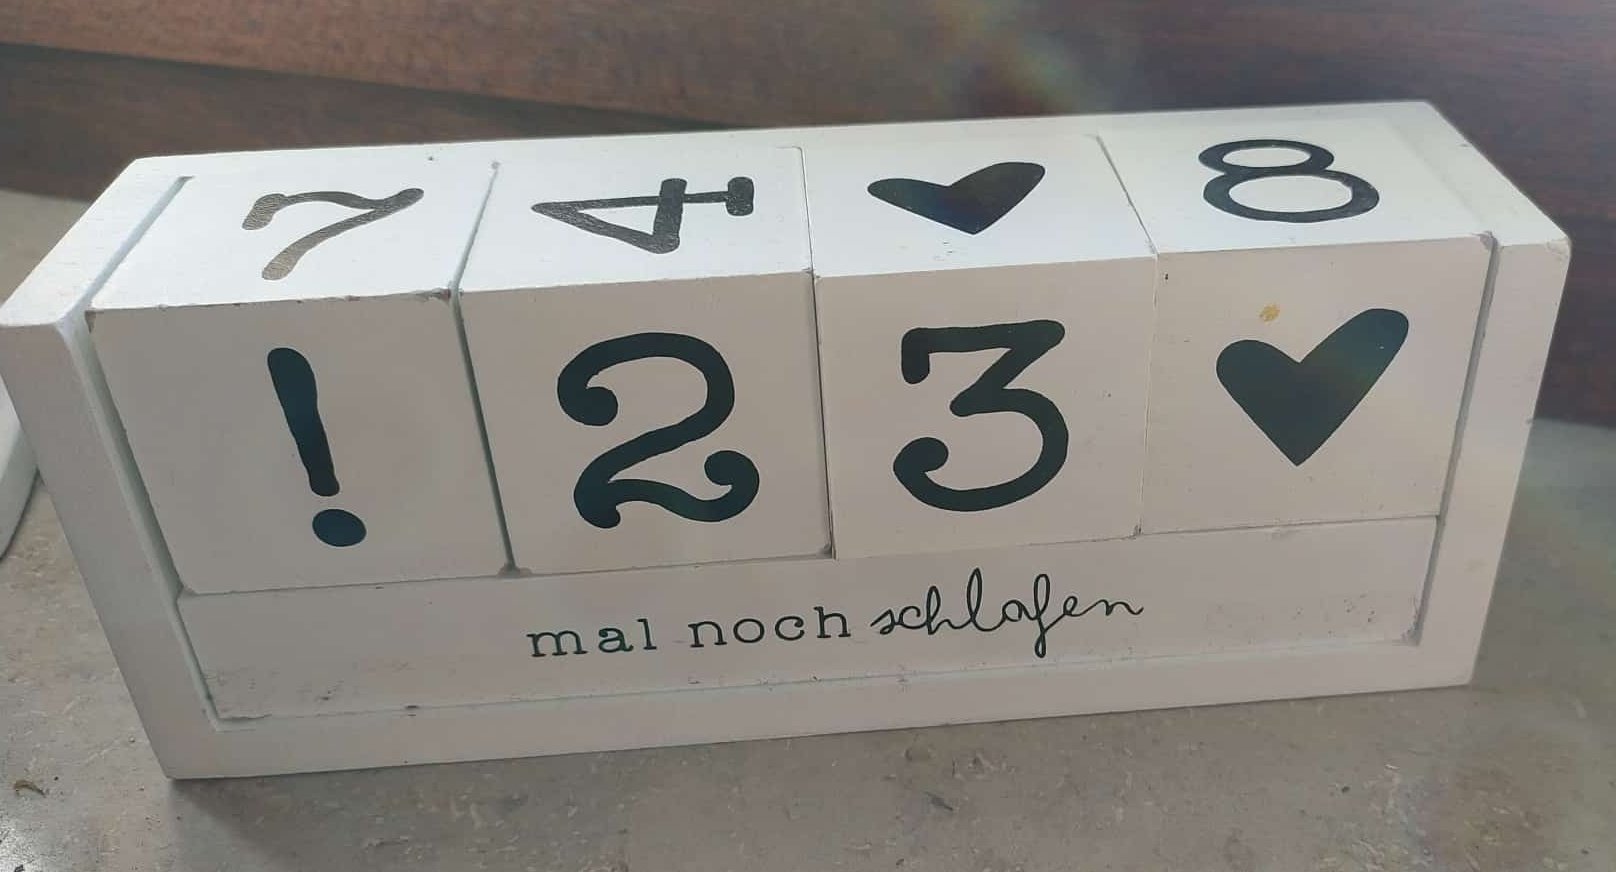 7 4 ♥ 8
! 2 3 ♥
mal noch schlafen